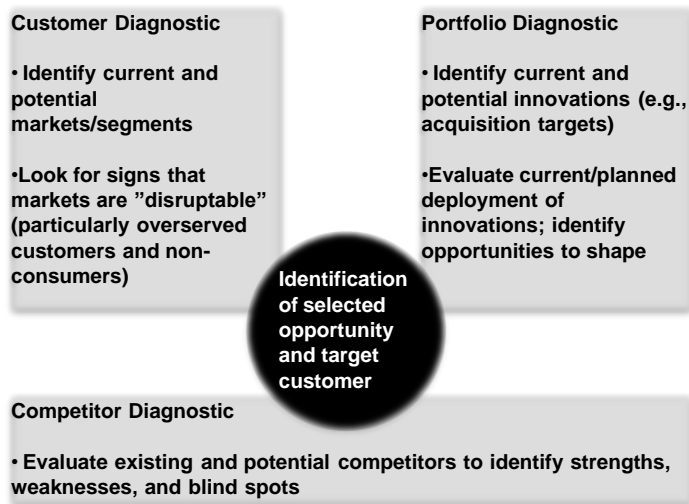 Customer Diagnostic
• Identify current and
potential
markets/segments
•Look for signs that
markets are ”disruptable”
(particularly overserved
customers and non-
consumers)
Portfolio Diagnostic
• Identify current and
potential innovations (e.g.,
acquisition targets)
•Evaluate current/planned
deployment of
innovations; identify
opportunities to shape
Identification
of selected
opportunity
and target
customer
Competitor Diagnostic
• Evaluate existing and potential competitors to identify strengths,
weaknesses, and blind spots